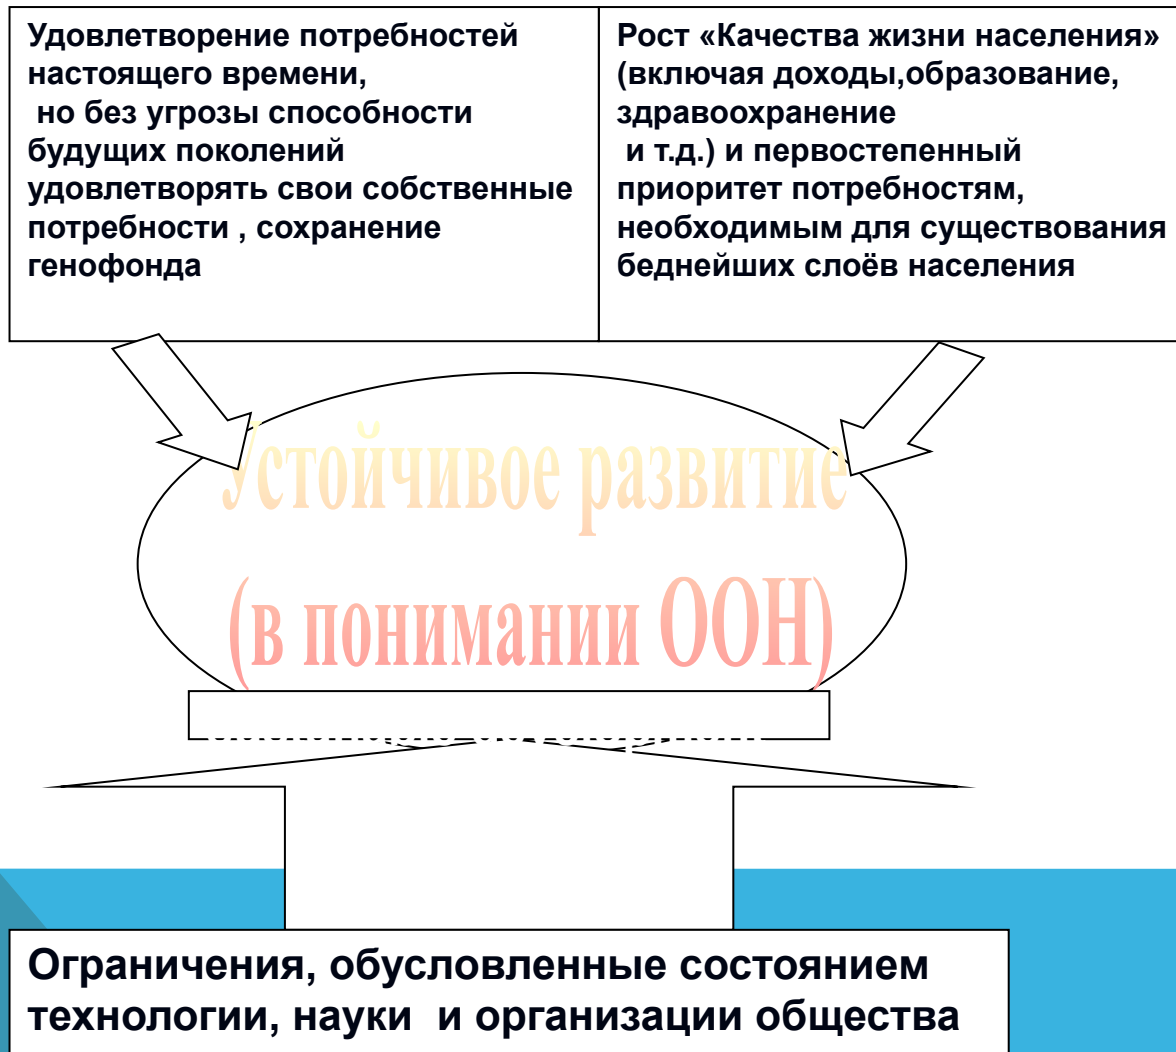 Удовлетворение потребностей
настоящего времени,
но без угрозы способности
будущих поколений
удовлетворять свои собственные
потребности , сохранение
генофонда
Рост «Качества жизни населения»
(включая доходы,образование,
здравоохранение
и т.д.) и первостепенный
приоритет потребностям,
необходимым для существования
беднейших слоёв населения
Устойчивое развитие
(в понимании ООН)
Ограничения, обусловленные состоянием
технологии, науки и организации общества